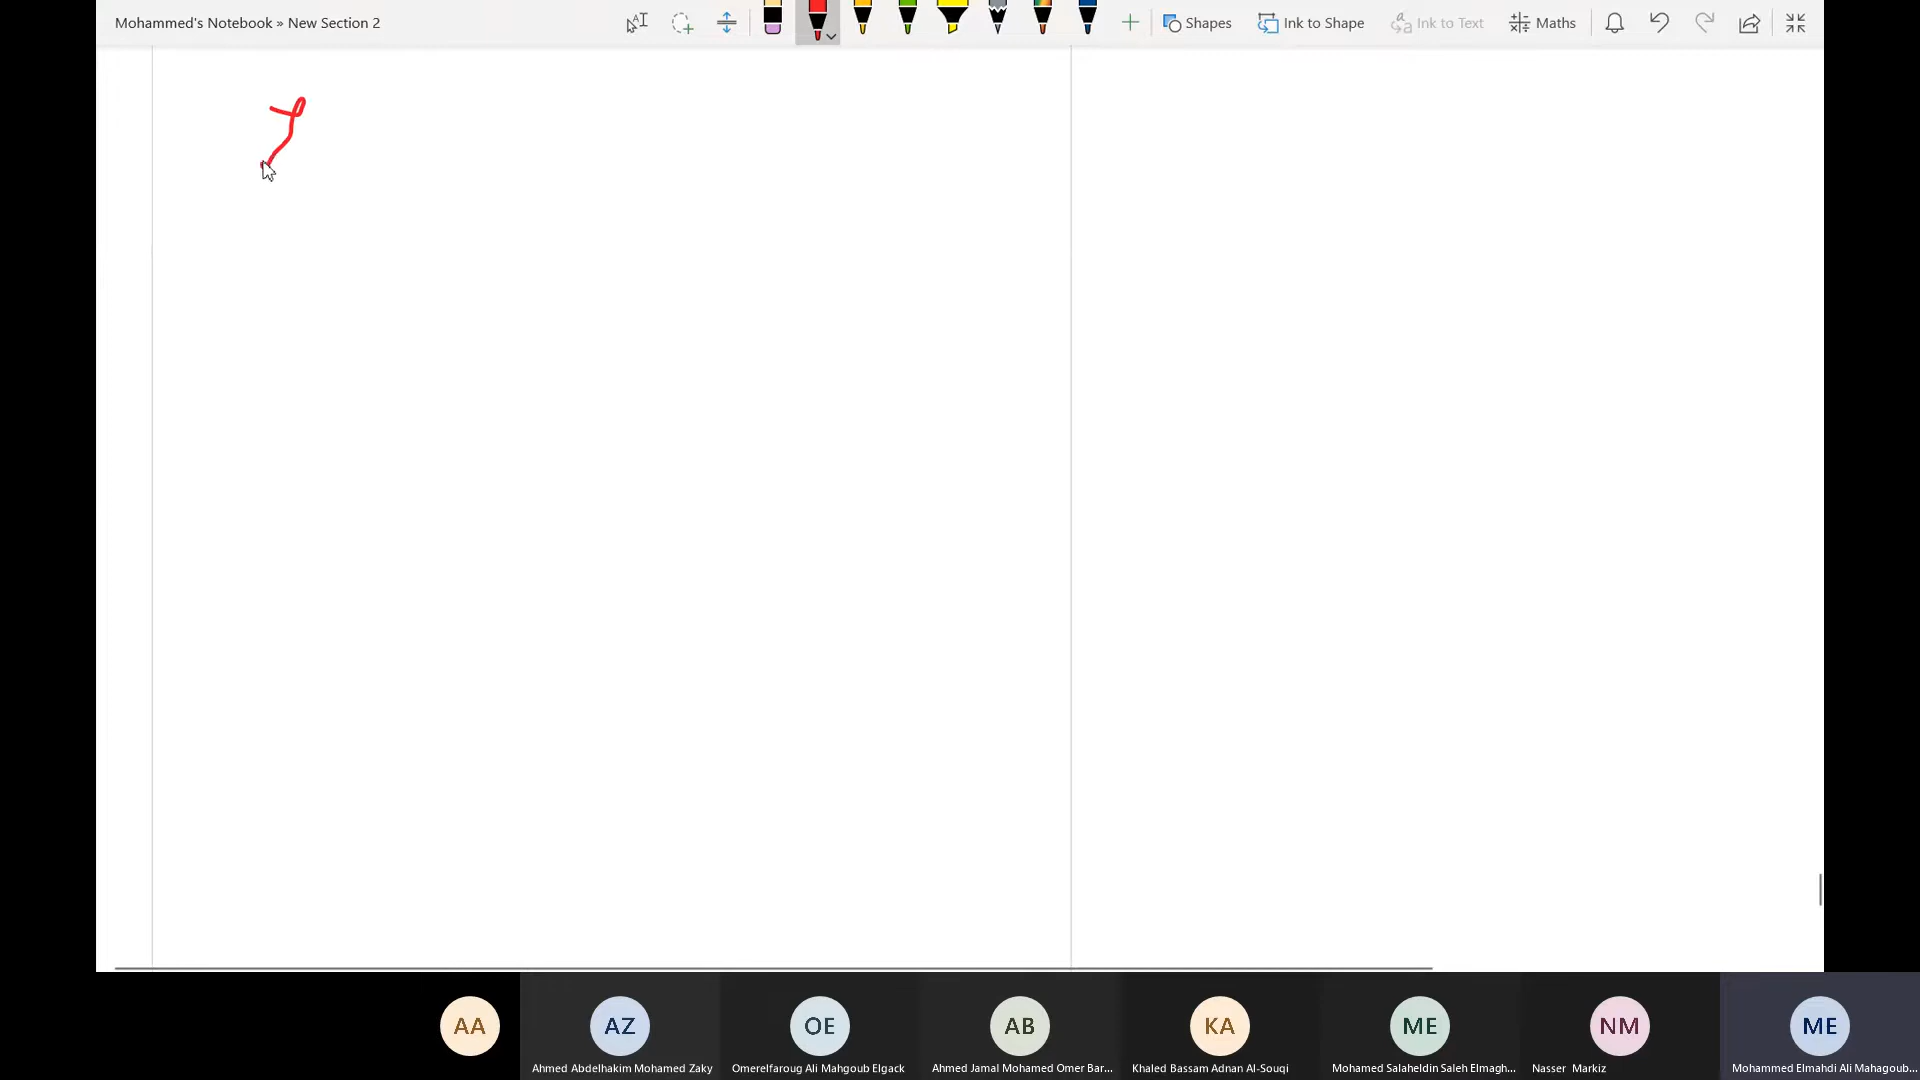 Mohammed's Notebook » New Section 2
Shapes
Ink to Shape
Ink to Text
Maths
AA
AZ
OE
AB
KA
ME
NM
ME
Ahmed Abdelhakim Mohamed Zaky
Omerelfaroug Ali Mahgoub Elgack
Ahmed Jamal Mohamed Omer Bar...
Khaled Bassam Adnan Al-Souqi
Mohamed Salaheldin Saleh Elmagh...
Nasser Markiz
Mohammed Elmahdi Ali Mahagoub...